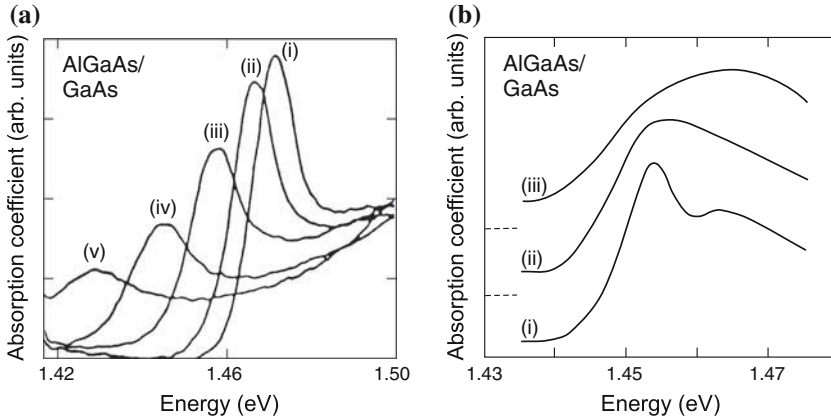 (a)
Absorption coefficient (arb. units)
AlGaAs/
GaAs
(i)
(ii)
(iii)
(iv)
(v)
1.42
1.46
1.50
Energy (eV)
(b)
Absorption coefficient (arb. units)
AlGaAs/
GaAs
(iii)
(ii)
(i)
1.43
1.45
1.47
Energy (eV)